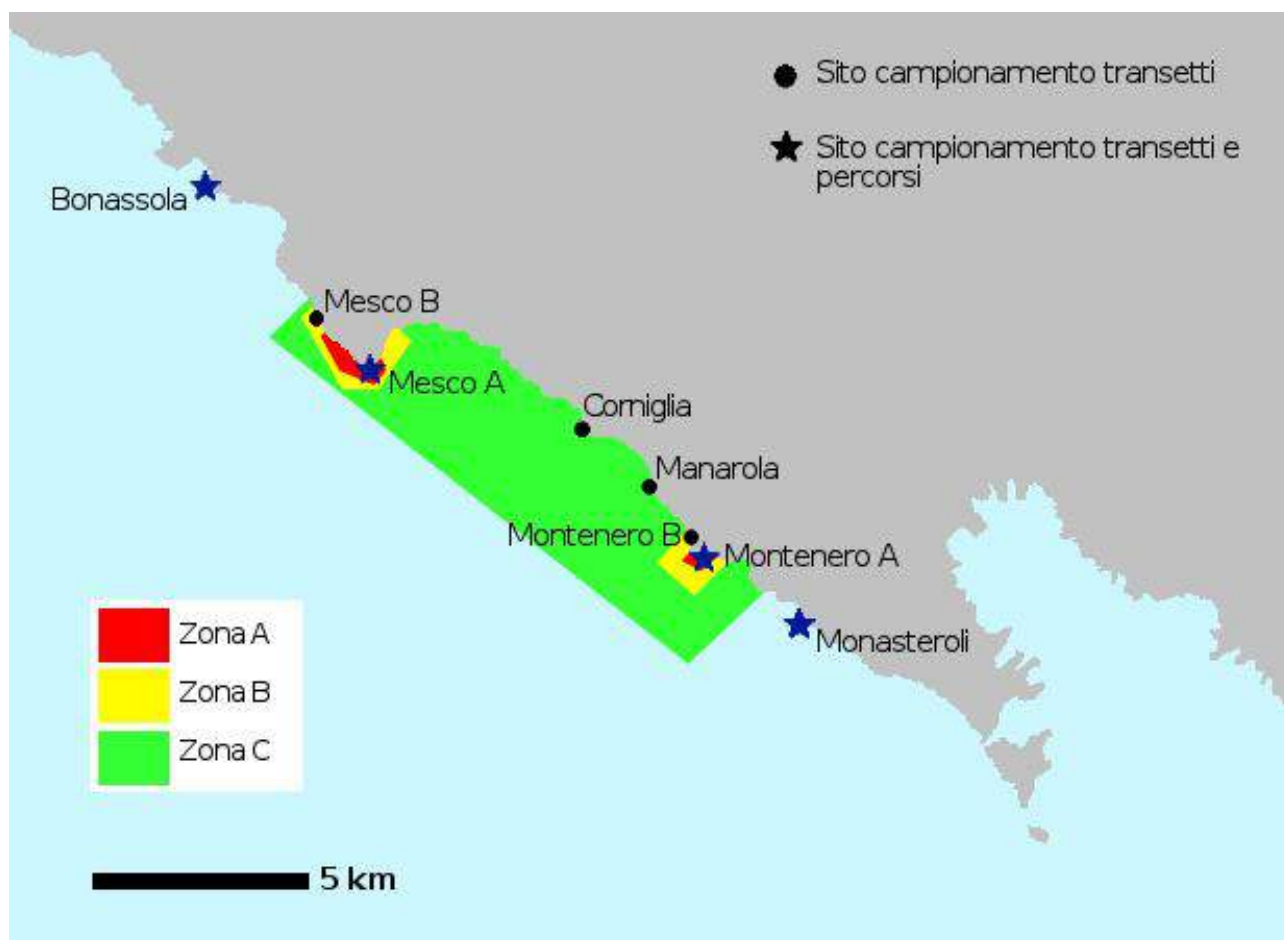 Sito campionamento transetti
Sito campionamento transetti e
percorsi
Bonassola
Mesco B
Mesco A
Corniglia
Manarola
Montenero B
Montenero A
Monasteroli
Zona A
Zona B
Zona C
5 km